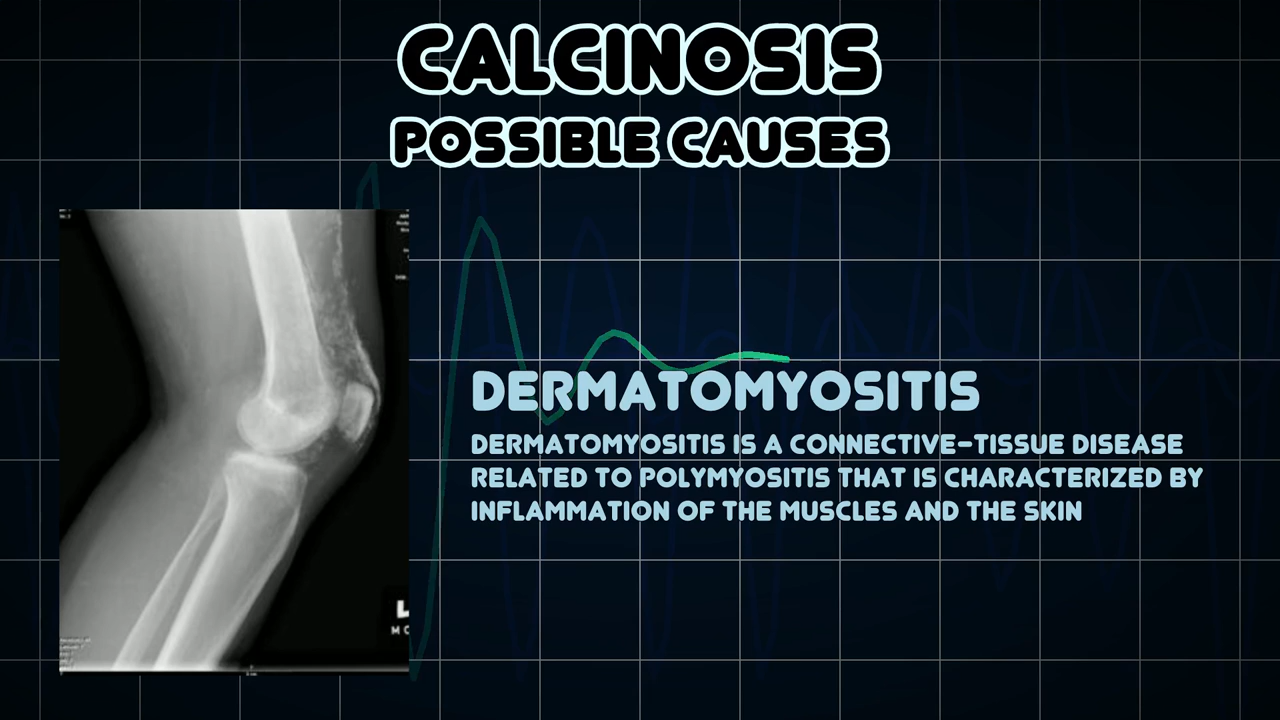 CALCINOSIS
POSSIBLE CAUSES
DERMATOMYOSITIS
DERMATOMYOSITIS IS A CONNECTIVE-TISSUE DISEASE
RELATED TO POLYMYOSITIS THAT IS CHARACTERIZED BY
INFLAMMATION OF THE MUSCLES AND THE SKIN
L